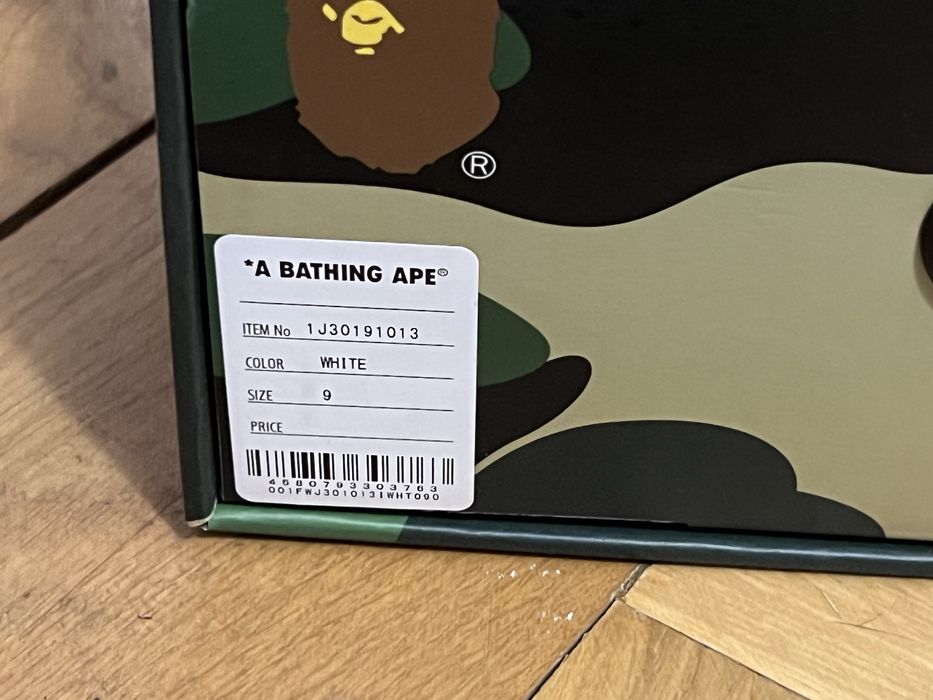 ®
*A BATHING APE®
ITEM No 1J30191013
COLOR WHITE
SIZE 9
PRICE
4580793303763
001FWJ301013IWHT090